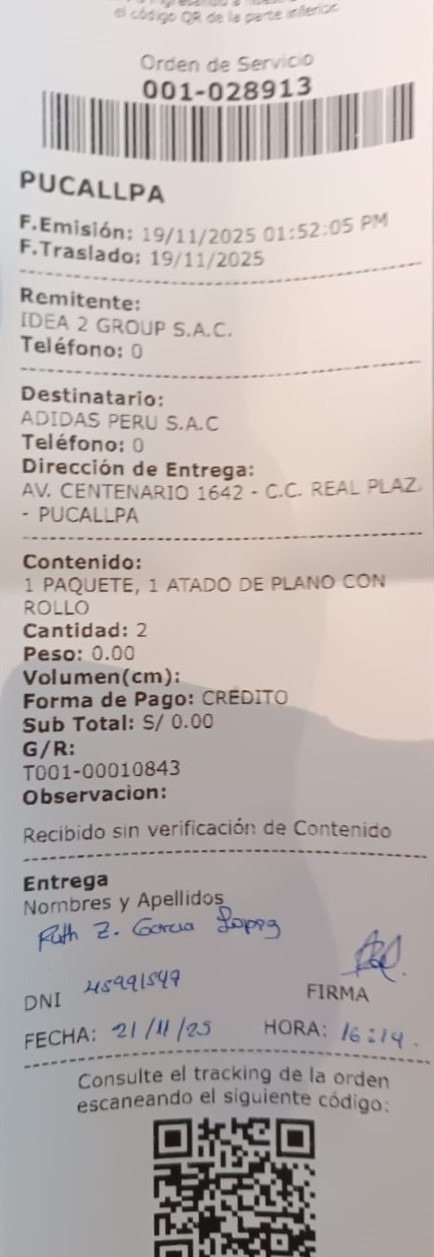 el código QR de la parte inferior.
Orden de Servicio
001-028913
PUCALLPA
F.Emisión: 19/11/2025 01:52:05 PM
F.Traslado: 19/11/2025
Remitente:
IDEA 2 GROUP S.A.C.
Teléfono: 0
Destinatario:
ADIDAS PERU S.A.C
Teléfono: 0
Dirección de Entrega:
AV. CENTENARIO 1642 - C.C. REAL PLAZ.
- PUCALLPA
Contenido:
1 PAQUETE, 1 ATADO DE PLANO CON
ROLLO
Cantidad: 2
Peso: 0.00
Volumen(cm):
Forma de Pago: CREDITO
Sub Total: S/ 0.00
G/R:
T001-00010843
Observacion:
Recibido sin verificación de Contenido
Entrega
Nombres y Apellidos
Ruth Z. Garcia Lopez
DNI 45991549
FIRMA
FECHA: 21/11/25 HORA: 16:14.
Consulte el tracking de la orden
escaneando el siguiente código: